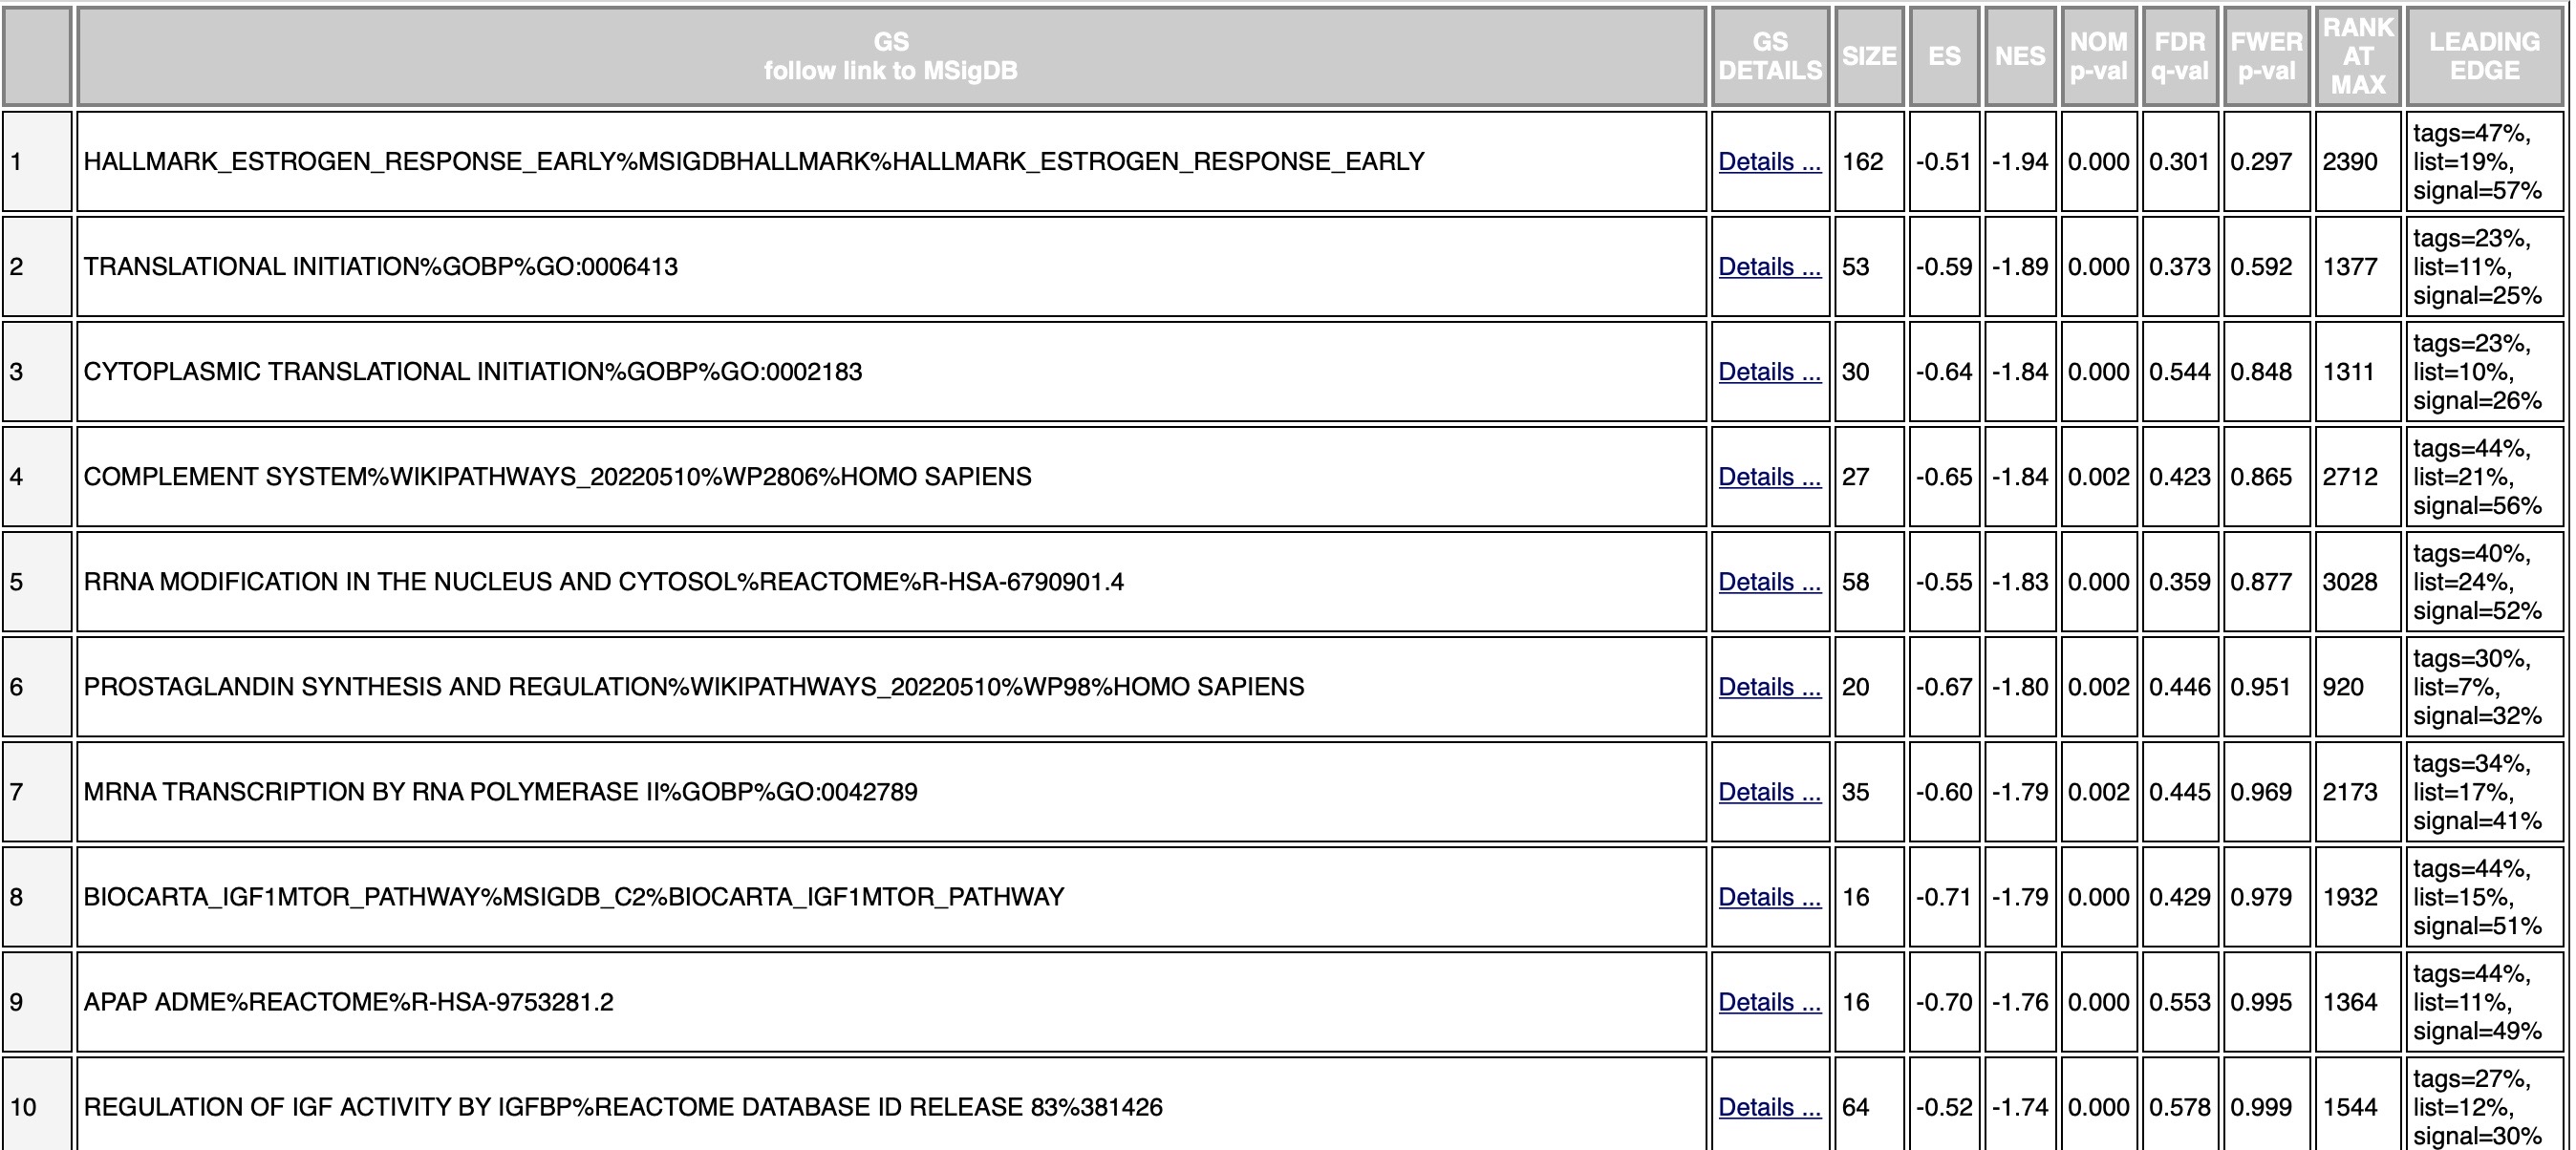 GS
follow link to MSigDB
GS
DETAILS
SIZE
ES
NES
NOM
p-val
FDR
q-val
FWER
p-val
RANK
AT
MAX
LEADING
EDGE
1 HALLMARK_ESTROGEN_RESPONSE_EARLY%MSIGDBHALLMARK%HALLMARK_ESTROGEN_RESPONSE_EARLY Details ... 162 -0.51 -1.94 0.000 0.301 0.297 2390
tags=47%,
list=19%,
signal=57%
2 TRANSLATIONAL INITIATION%GOBP%GO:0006413 Details ... 53 -0.59 -1.89 0.000 0.373 0.592 1377
tags=23%,
list=11%,
signal=25%
3 CYTOPLASMIC TRANSLATIONAL INITIATION%GOBP%GO:0002183 Details ... 30 -0.64 -1.84 0.000 0.544 0.848 1311
tags=23%,
list=10%,
signal=26%
4 COMPLEMENT SYSTEM%WIKIPATHWAYS_20220510%WP2806%HOMO SAPIENS Details ... 27 -0.65 -1.84 0.002 0.423 0.865 2712
tags=44%,
list=21%,
signal=56%
5 RRNA MODIFICATION IN THE NUCLEUS AND CYTOSOL%REACTOME%R-HSA-6790901.4 Details ... 58 -0.55 -1.83 0.000 0.359 0.877 3028
tags=40%,
list=24%,
signal=52%
6 PROSTAGLANDIN SYNTHESIS AND REGULATION%WIKIPATHWAYS_20220510%WP98%HOMO SAPIENS Details ... 20 -0.67 -1.80 0.002 0.446 0.951 920
tags=30%,
list=7%,
signal=32%
7 MRNA TRANSCRIPTION BY RNA POLYMERASE II%GOBP%GO:0042789 Details ... 35 -0.60 -1.79 0.002 0.445 0.969 2173
tags=34%,
list=17%,
signal=41%
8 BIOCARTA_IGF1MTOR_PATHWAY%MSIGDB_C2%BIOCARTA_IGF1MTOR_PATHWAY Details ... 16 -0.71 -1.79 0.000 0.429 0.979 1932
tags=44%,
list=15%,
signal=51%
9 APAP ADME%REACTOME%R-HSA-9753281.2 Details ... 16 -0.70 -1.76 0.000 0.553 0.995 1364
tags=44%,
list=11%,
signal=49%
10 REGULATION OF IGF ACTIVITY BY IGFBP%REACTOME DATABASE ID RELEASE 83%381426 Details ... 64 -0.52 -1.74 0.000 0.578 0.999 1544
tags=27%,
list=12%,
signal=30%